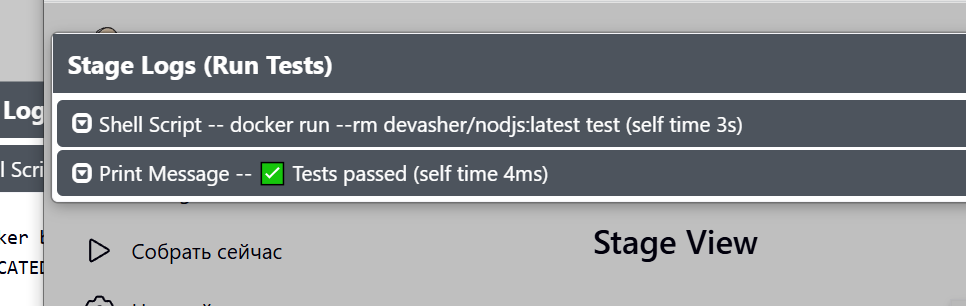 Stage Logs (Run Tests)
Shell Script -- docker run --rm devasher/nodjs:latest test (self time 3s)
Print Message -- ✅ Tests passed (self time 4ms)
Log
l Scri
ker b
CATED
Собрать сейчас
Stage View